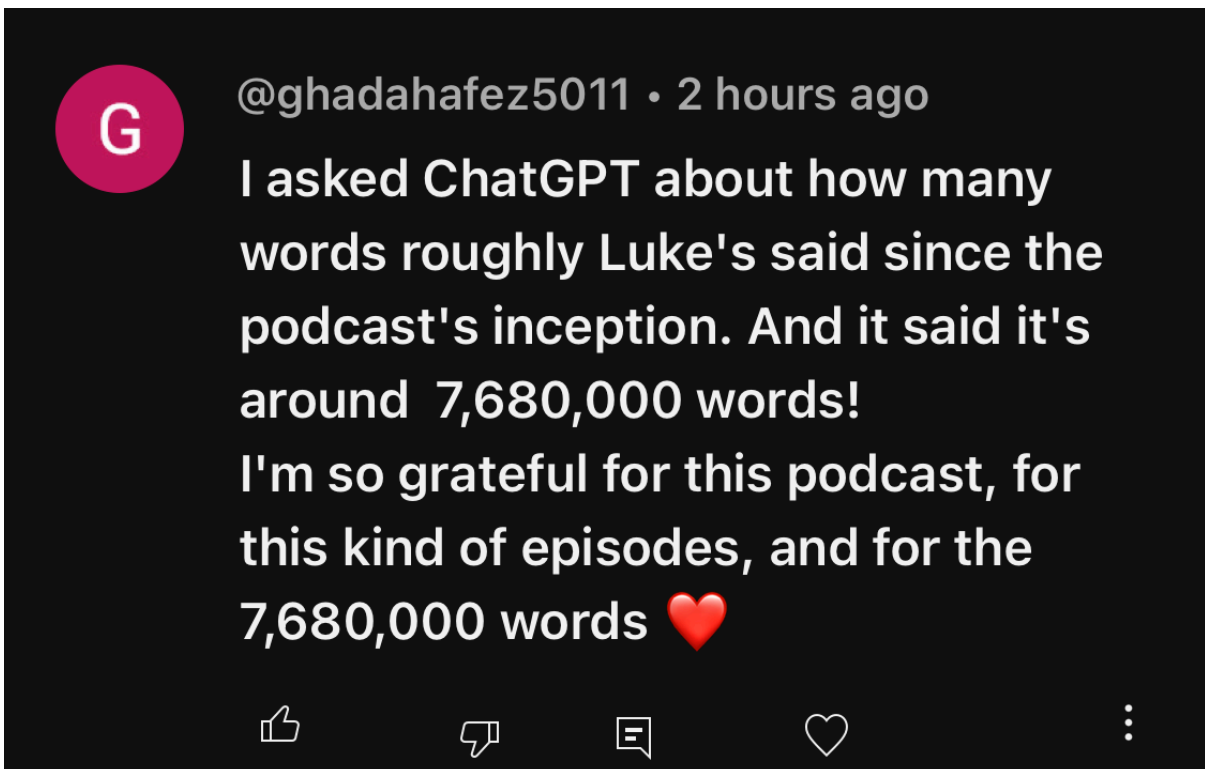 G
@ghadahafez5011 • 2 hours ago
I asked ChatGPT about how many
words roughly Luke's said since the
podcast's inception. And it said it's
around  7,680,000 words!
I'm so grateful for this podcast, for
this kind of episodes, and for the
7,680,000 words ❤️